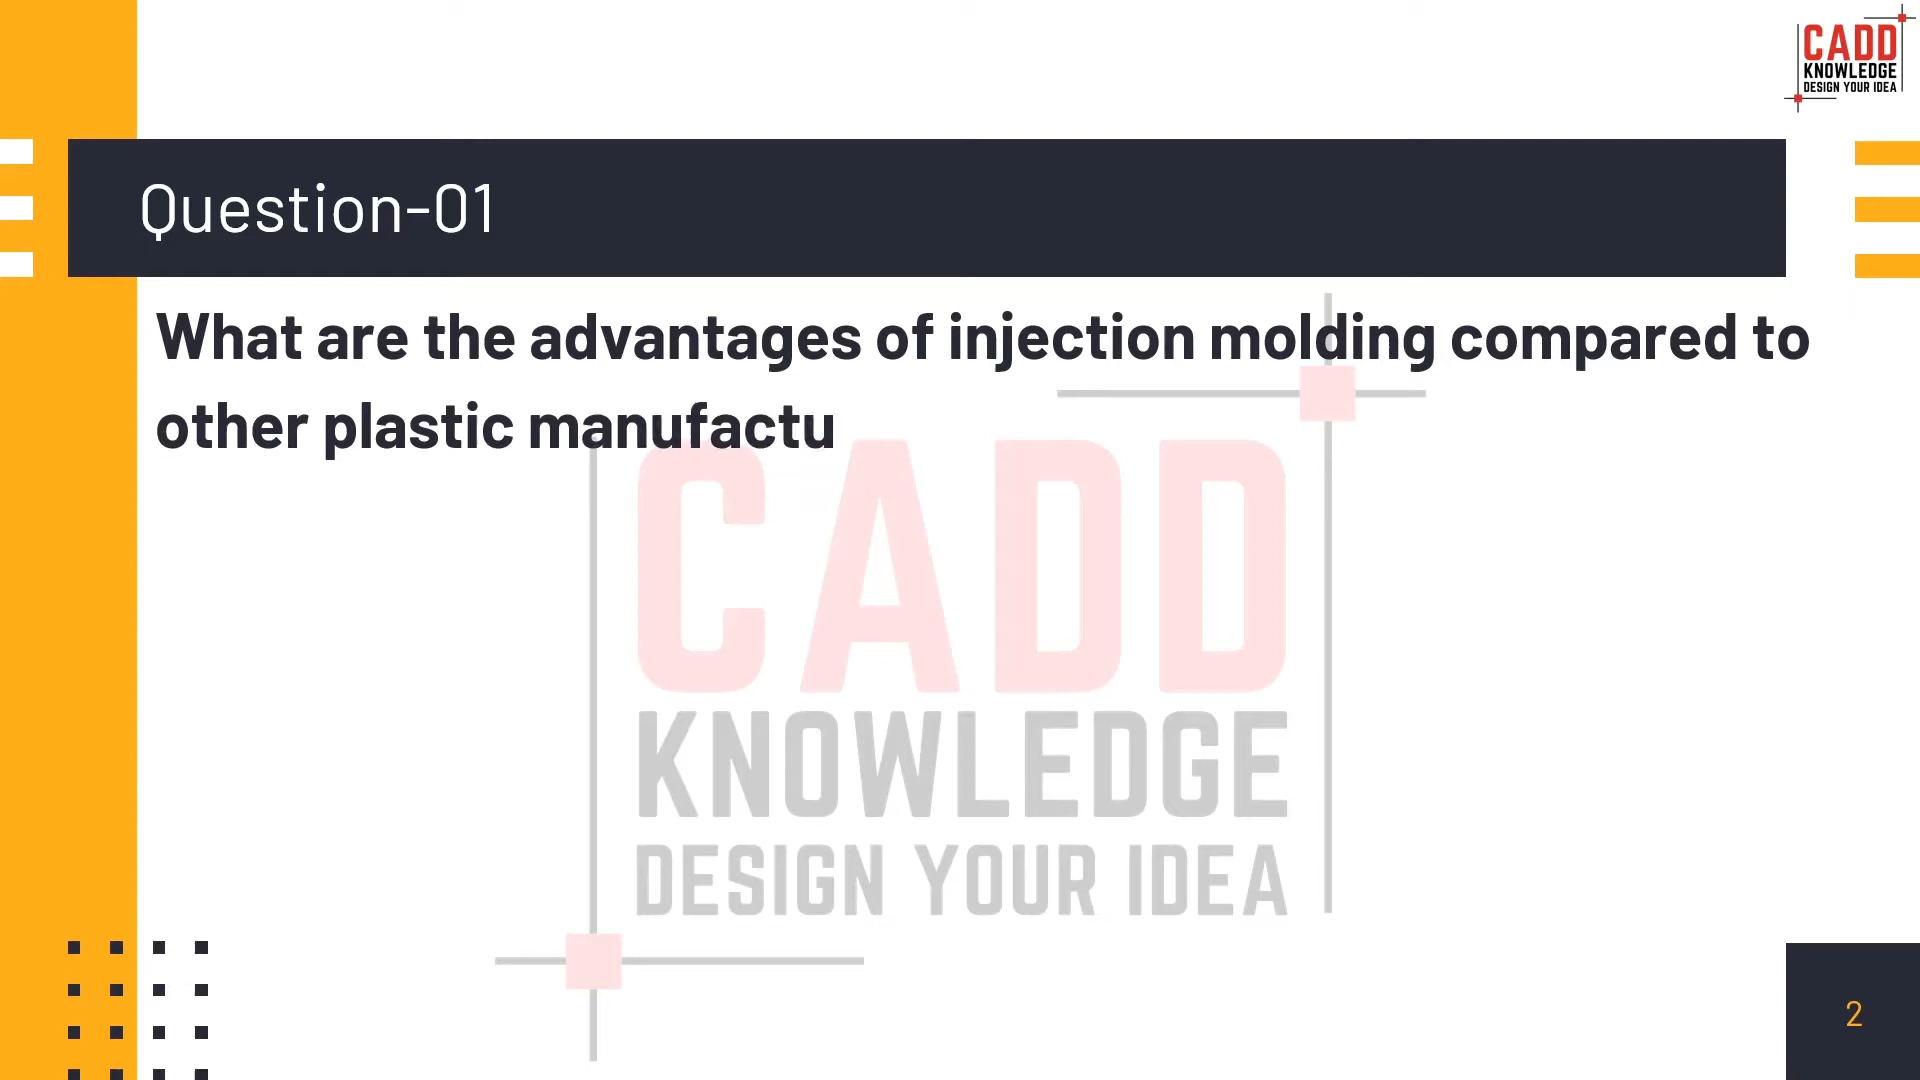 CADD
KNOWLEDGE
DESIGN YOUR IDEA
Question-01
What are the advantages of injection molding compared to
other plastic manufactu
CADD
KNOWLEDGE
DESIGN YOUR IDEA
2